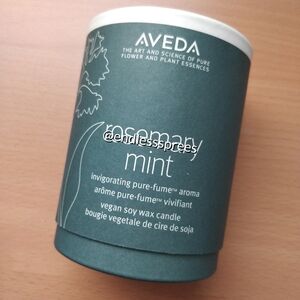 AVEDA
THE ART AND SCIENCE OF PURE
FLOWER AND PLANT ESSENCES
rosemary
@endlesssprees
mint
invigorating pure-fume™ aroma
arôme pure-fume™ vivifiant
vegan soy wax candle
bougie vegetale de cire de soja